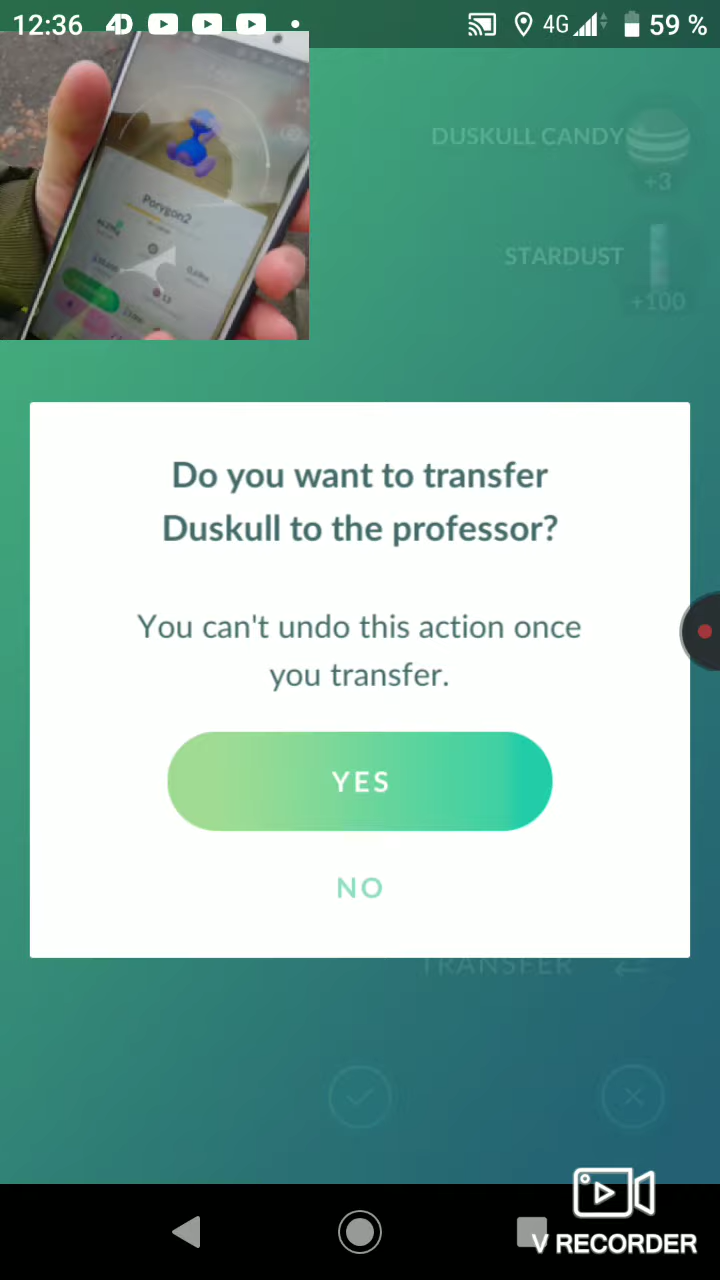 12:36
4G
59 %
DUSKULL CANDY
+3
STARDUST
+100
Porygon2
Do you want to transfer
Duskull to the professor?
You can't undo this action once
you transfer.
YES
NO
TRANSFER
V RECORDER